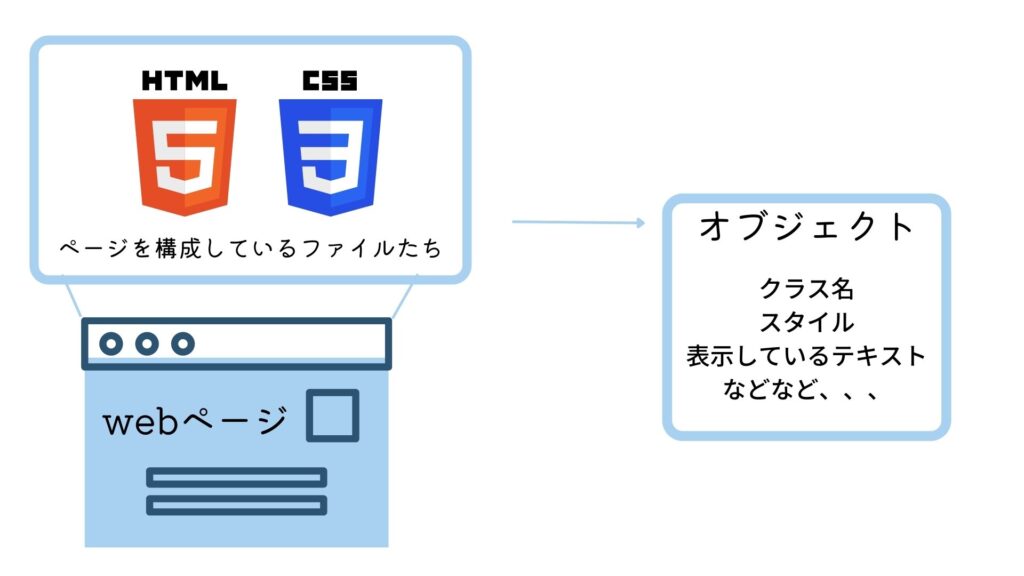 HTML
CSS
5
3
ページを構成しているファイルたち
webページ
オブジェクト
クラス名
スタイル
表示しているテキスト
などなど、、、